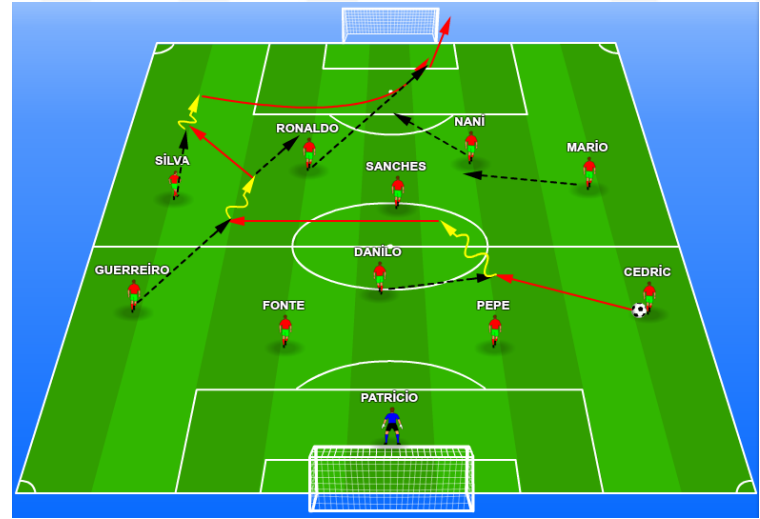 NANİ
RONALDO
MARİO
SİLVA
SANCHES
DANİLO
GUERREİRO
CEDRİC
FONTE
PEPE
PATRİCİO